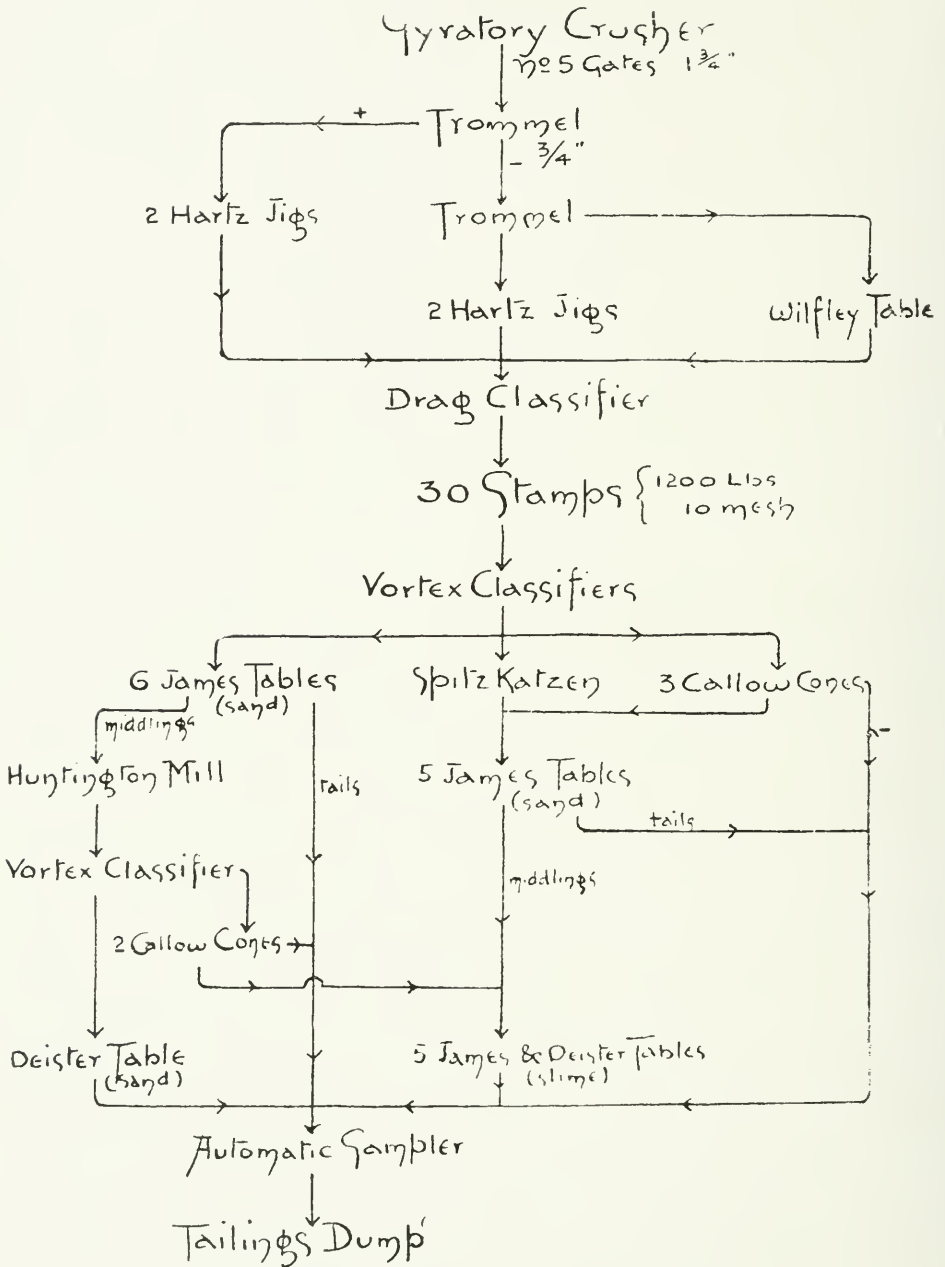 Gyratory Crusher
No 5 Gates 1 3/4"
+
Trommel
- 3/4"
2 Hartz Jigs
Trommel
2 Hartz Jigs
Wilfley Table
Drag Classifier
30 Stamps { 1200 Lbs
10 mesh
Vortex Classifiers
6 James Tables
(sand)
Spitz Katzen
3 Callow Cones
middlings
Huntington Mill
tails
5 James Tables
(sand)
tails
Vortex Classifier
middlings
2 Callow Cones
Deister Table
(sand)
5 James & Deister Tables
(slime)
Automatic Sampler
Tailings Dump